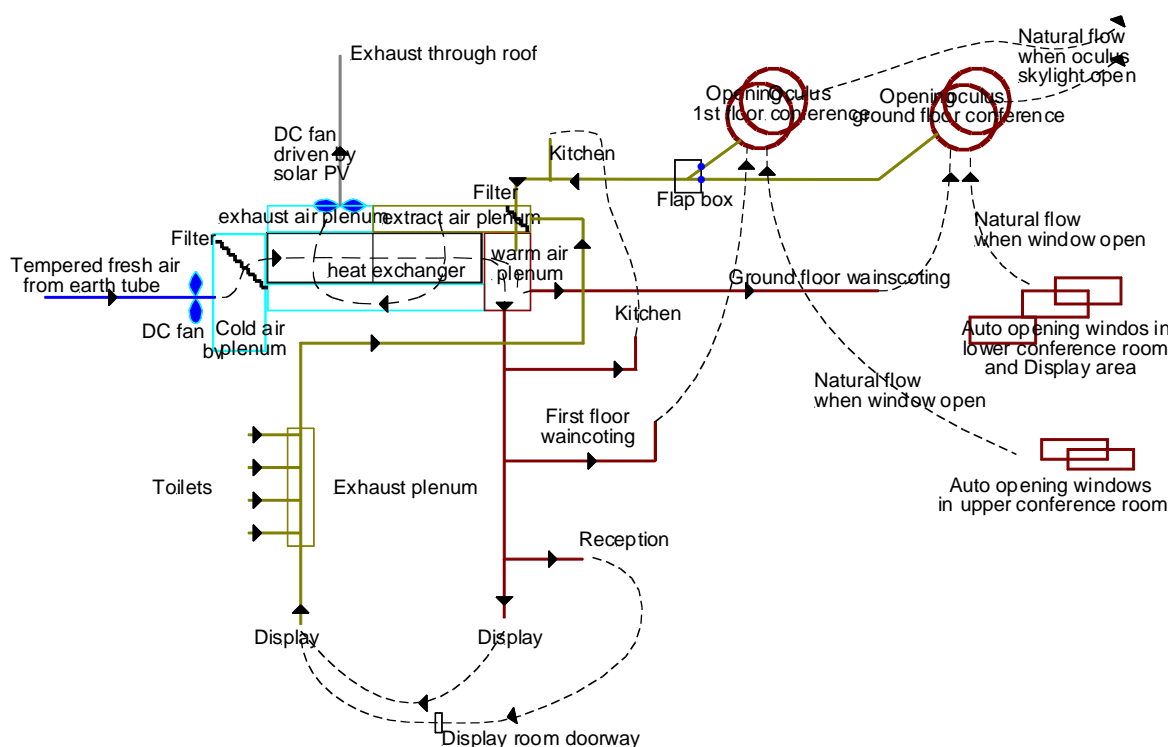 Exhaust through roof
DC fan
driven by
solar PV
Natural flow
when oculus
skylight open
Opening oculus
1st floor conference
Opening oculus
ground floor conference
Kitchen
Filter
Flap box
exhaust air plenum
extract air plenum
Filter
warm air
plenum
Natural flow
when window open
Tempered fresh air
from earth tube
heat exchanger
Ground floor wainscoting
DC fan
by
Cold air
plenum
Kitchen
Auto opening windos in
lower conference room
and Display area
Natural flow
when window open
First floor
waincoting
Toilets
Exhaust plenum
Auto opening windows
in upper conference room
Reception
Display
Display
Display room doorway